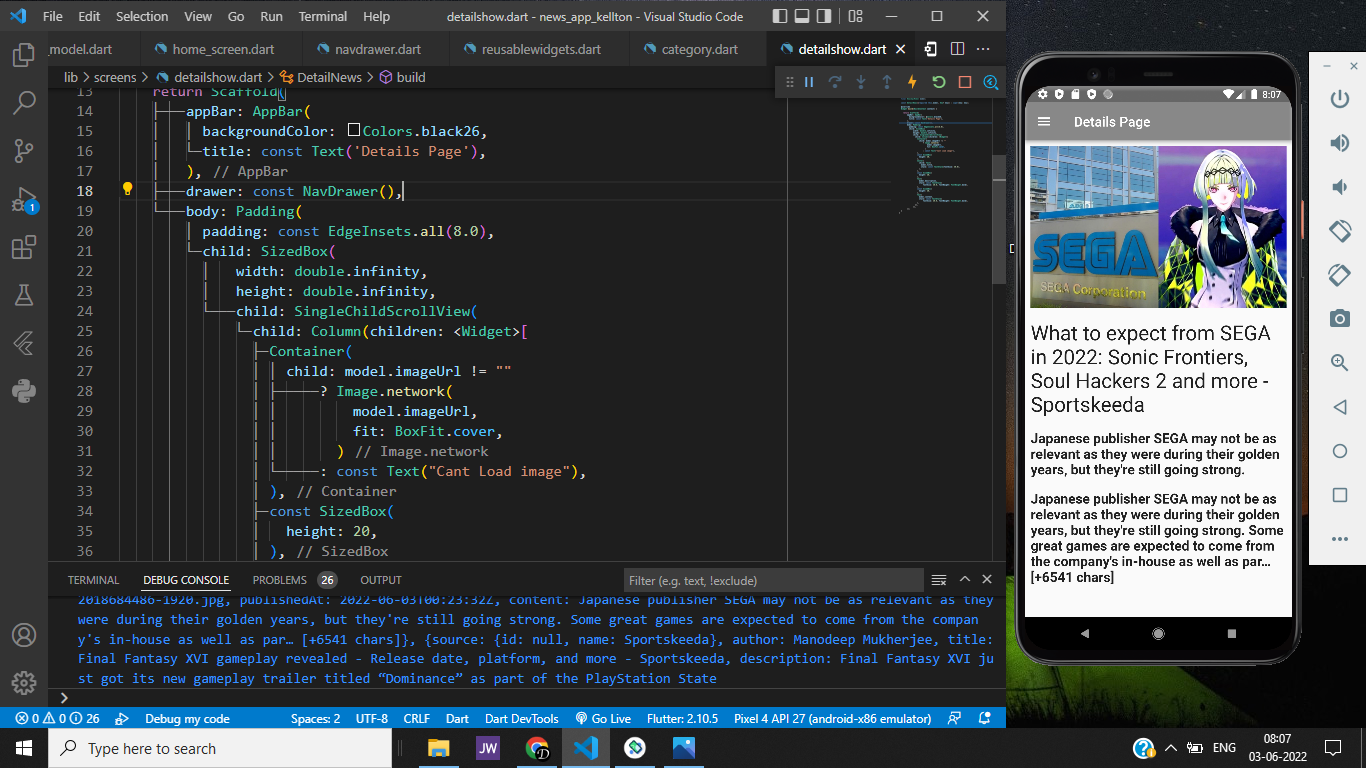 File Edit Selection View Go Run Terminal Help
detailshow.dart - news_app_kellton - Visual Studio Code
_model.dart home_screen.dart navdrawer.dart reusablewidgets.dart category.dart detailshow.dart
lib > screens > detailshow.dart > DetailNews > build
13 return Scaffold(
14 appBar: AppBar(
15 backgroundColor: Colors.black26,
16 title: const Text('Details Page'),
17 ), // AppBar
18 drawer: const NavDrawer(),
19 body: Padding(
20 padding: const EdgeInsets.all(8.0),
21 child: SizedBox(
22 width: double.infinity,
23 height: double.infinity,
24 child: SingleChildScrollView(
25 child: Column(children: <Widget>[
26 Container(
27 child: model.imageUrl != ""
28 ? Image.network(
29 model.imageUrl,
30 fit: BoxFit.cover,
31 ) // Image.network
32 : const Text("Cant Load image"),
33 ), // Container
34 const SizedBox(
35 height: 20,
36 ), // SizedBox
TERMINAL DEBUG CONSOLE PROBLEMS 26 OUTPUT
Filter (e.g. text, !exclude)
2018684486-1920.jpg, publishedAt: 2022-06-03T00:23:32Z, content: Japanese publisher SEGA may not be as relevant as they
were during their golden years, but they're still going strong. Some great games are expected to come from the compan
y's in-house as well as par… [+6541 chars]}, {source: {id: null, name: Sportskeeda}, author: Manodeep Mukherjee, title:
Final Fantasy XVI gameplay revealed - Release date, platform, and more - Sportskeeda, description: Final Fantasy XVI ju
st got its new gameplay trailer titled “Dominance” as part of the PlayStation State
1
0 0 26 Debug my code Spaces: 2 UTF-8 CRLF Dart Dart DevTools Go Live Flutter: 2.10.5 Pixel 4 API 27 (android-x86 emulator)
8:07
Details Page
SEGA
SEGA Corporation
What to expect from SEGA
in 2022: Sonic Frontiers,
Soul Hackers 2 and more -
Sportskeeda
Japanese publisher SEGA may not be as
relevant as they were during their golden
years, but they're still going strong.
Japanese publisher SEGA may not be as
relevant as they were during their golden
years, but they're still going strong. Some
great games are expected to come from
the company's in-house as well as par…
[+6541 chars]
Type here to search
JW
ENG
08:07
03-06-2022